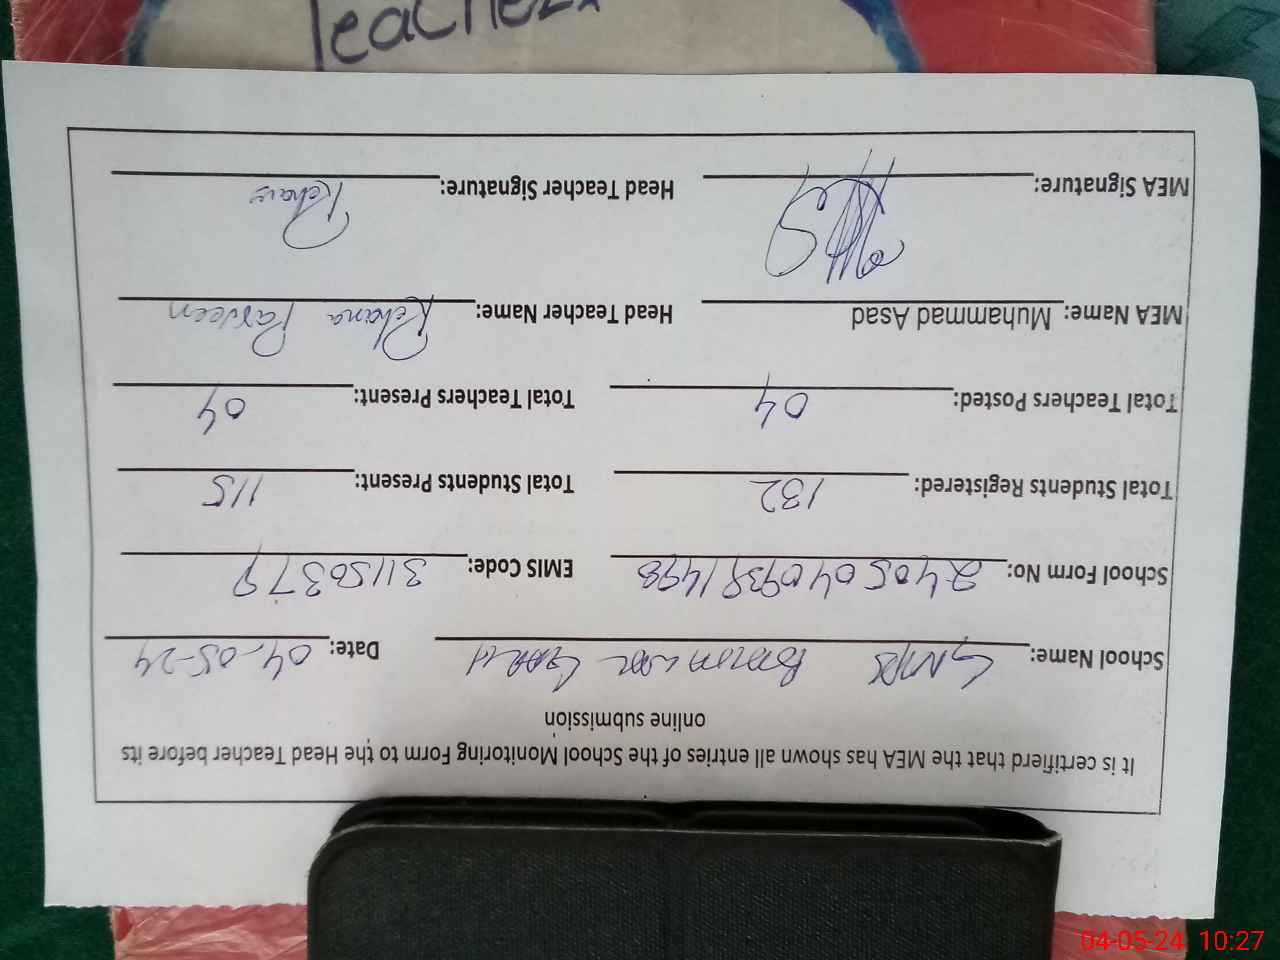 It is certifierd that the MEA has shown all entries of the School Monitoring Form to the Head Teacher before its
online submission
School Name: GMPS Date: 04-05-24
School Form No: EMIS Code: 31150379
Total Students Registered: 132 Total Students Present: 115
Total Teachers Posted: 04 Total Teachers Present: 04
MEA Name: Muhammad Asad Head Teacher Name: Rehana Parveen
MEA Signature: Head Teacher Signature: Rehana
Teacher
04-05-24 10:27